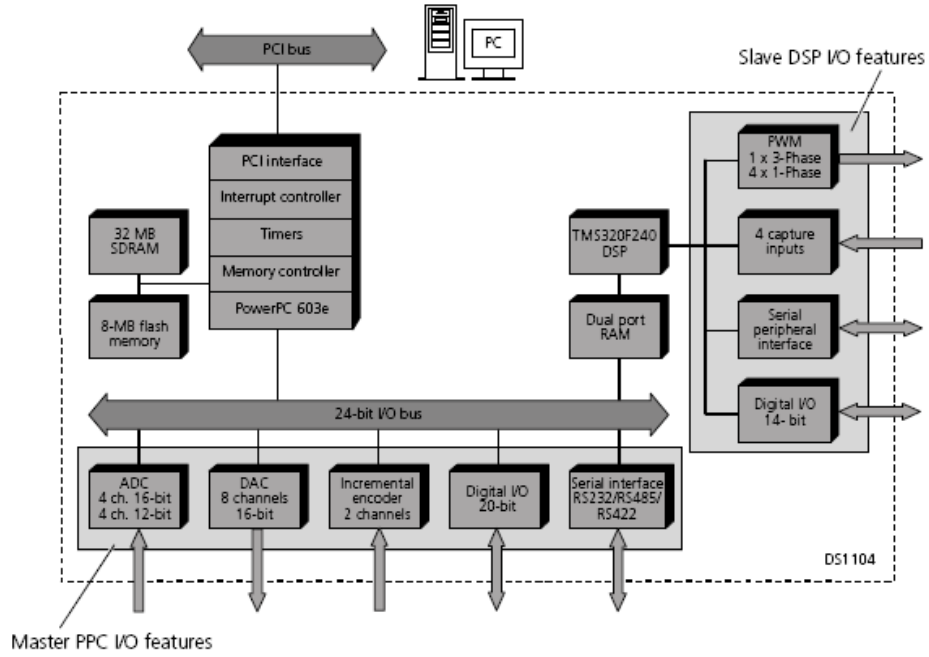 PCI bus
PC
Slave DSP I/O features
PCI interface
Interrupt controller
Timers
Memory controller
PowerPC 603e
32 MB
SDRAM
8-MB flash
memory
TMS320F240
DSP
Dual port
RAM
PWM
1 x 3-Phase
4 x 1-Phase
4 capture
inputs
Serial
peripheral
interface
Digital I/O
14- bit
24-bit I/O bus
ADC
4 ch. 16-bit
4 ch. 12-bit
DAC
8 channels
16-bit
Incremental
encoder
2 channels
Digital I/O
20-bit
Serial interface
RS232/RS485/
RS422
DS1104
Master PPC I/O features